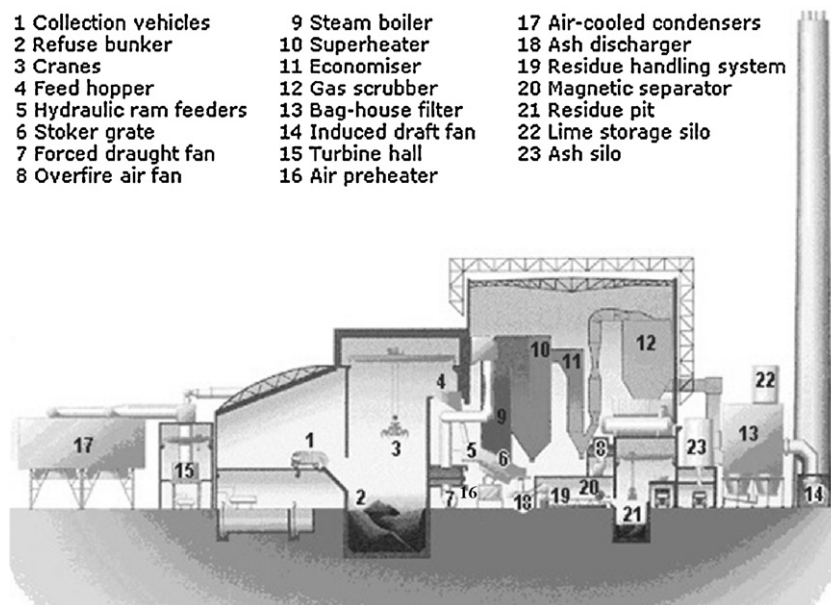 1 Collection vehicles
2 Refuse bunker
3 Cranes
4 Feed hopper
5 Hydraulic ram feeders
6 Stoker grate
7 Forced draught fan
8 Overfire air fan
9 Steam boiler
10 Superheater
11 Economiser
12 Gas scrubber
13 Bag-house filter
14 Induced draft fan
15 Turbine hall
16 Air preheater
17 Air-cooled condensers
18 Ash discharger
19 Residue handling system
20 Magnetic separator
21 Residue pit
22 Lime storage silo
23 Ash silo
17
15
1
2
3
4
5
6
7
16
18
9
10
11
19
20
8
12
21
23
22
13
14